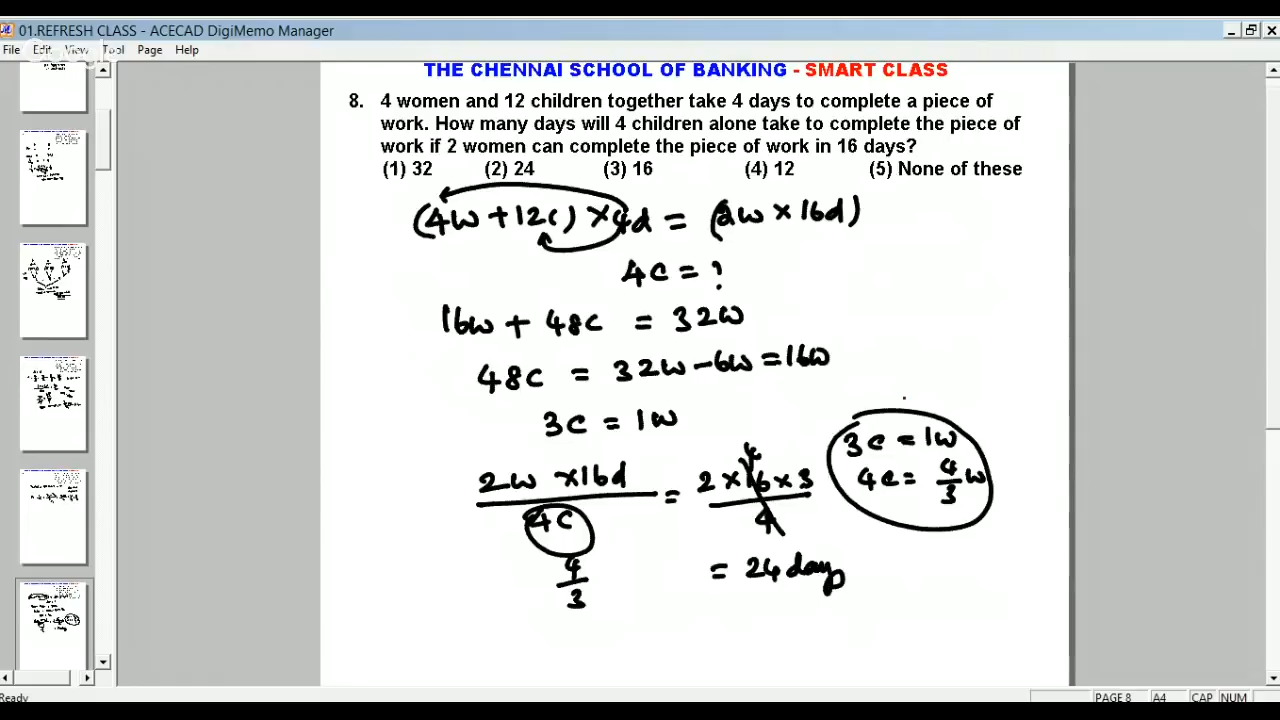 01.REFRESH CLASS - ACECAD DigiMemo Manager
File Edit View Tool Page Help
THE CHENNAI SCHOOL OF BANKING - SMART CLASS
8. 4 women and 12 children together take 4 days to complete a piece of
work. How many days will 4 children alone take to complete the piece of
work if 2 women can complete the piece of work in 16 days?
(1) 32 (2) 24 (3) 16 (4) 12 (5) None of these
(4w + 12c) × 4d = (2w × 16d)
4c = ?
16w + 48c = 32w
48c = 32w - 6w = 16w
3c = 1w
3c = 1w
4c = 4/3 w
2w × 16d / 4c = 2 × 16 × 3 / 4
4
4/3
= 24 days
Ready PAGE 8 A4 CAP NUM